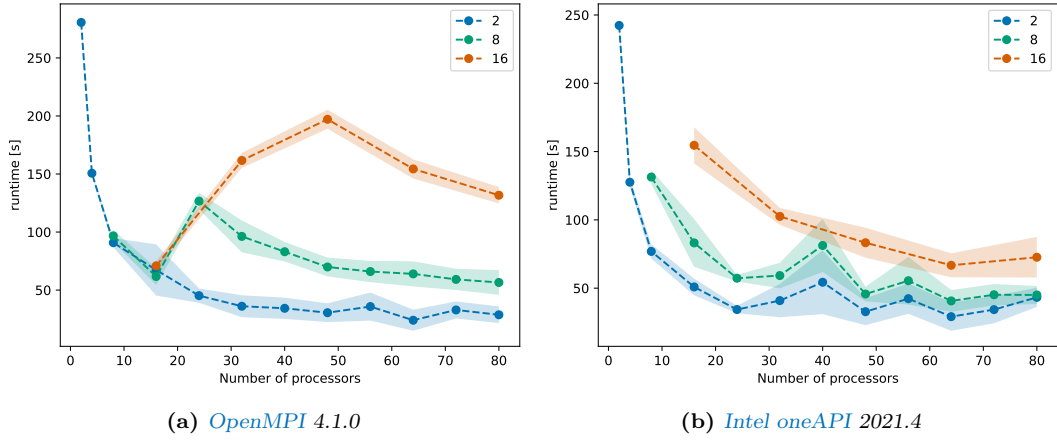 2
8
16
250
200
150
100
50
runtime [s]
0 10 20 30 40 50 60 70 80
Number of processors
(a) OpenMPI 4.1.0
2
8
16
250
200
150
100
50
runtime [s]
0 10 20 30 40 50 60 70 80
Number of processors
(b) Intel oneAPI 2021.4